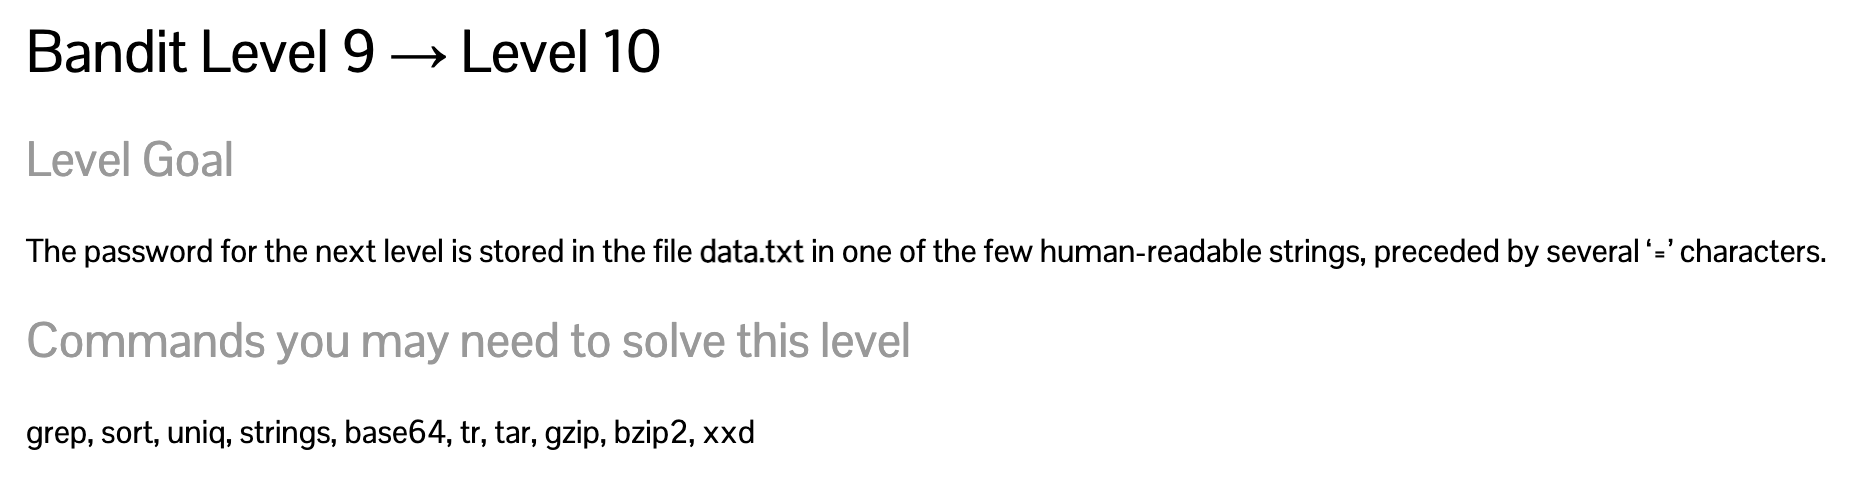 Bandit Level 9 → Level 10
Level Goal
The password for the next level is stored in the file data.txt in one of the few human-readable strings, preceded by several ‘=’ characters.
Commands you may need to solve this level
grep, sort, uniq, strings, base64, tr, tar, gzip, bzip2, xxd